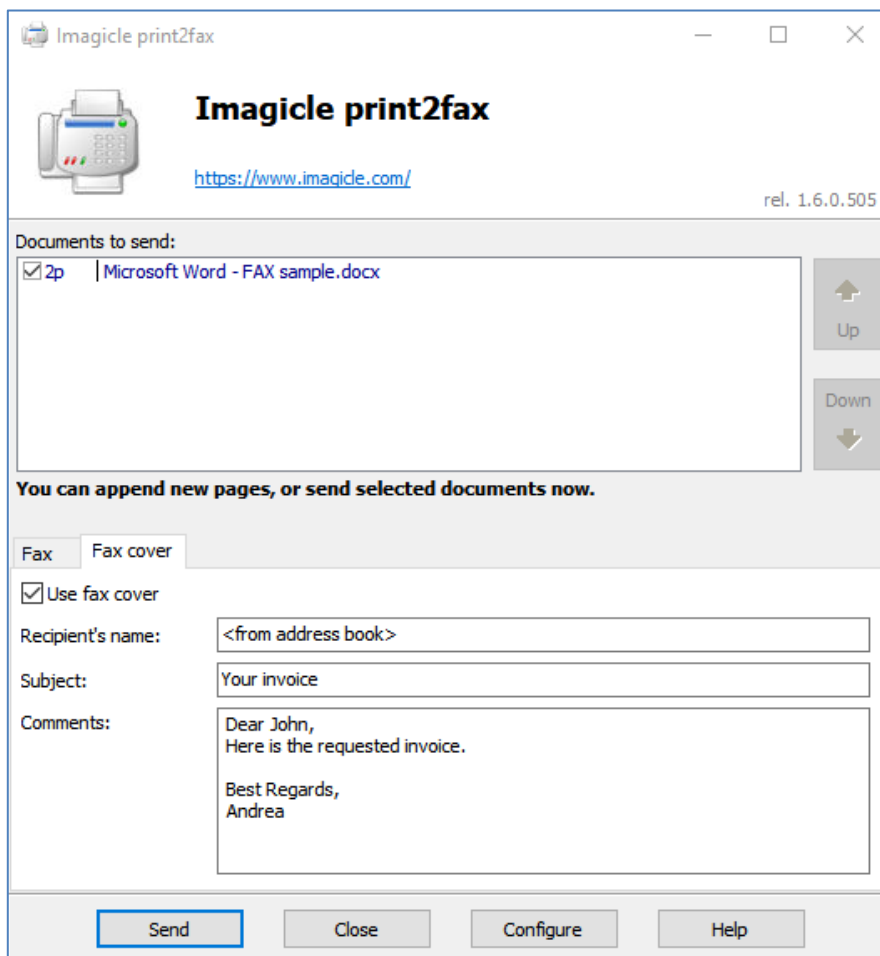 Imagicle print2fax
Imagicle print2fax
https://www.imagicle.com/
rel. 1.6.0.505
Documents to send:
2p Microsoft Word - FAX sample.docx
Up
Down
You can append new pages, or send selected documents now.
Fax Fax cover
Use fax cover
Recipient's name: <from address book>
Subject: Your invoice
Comments: Dear John,
Here is the requested invoice.
Best Regards,
Andrea
Send Close Configure Help